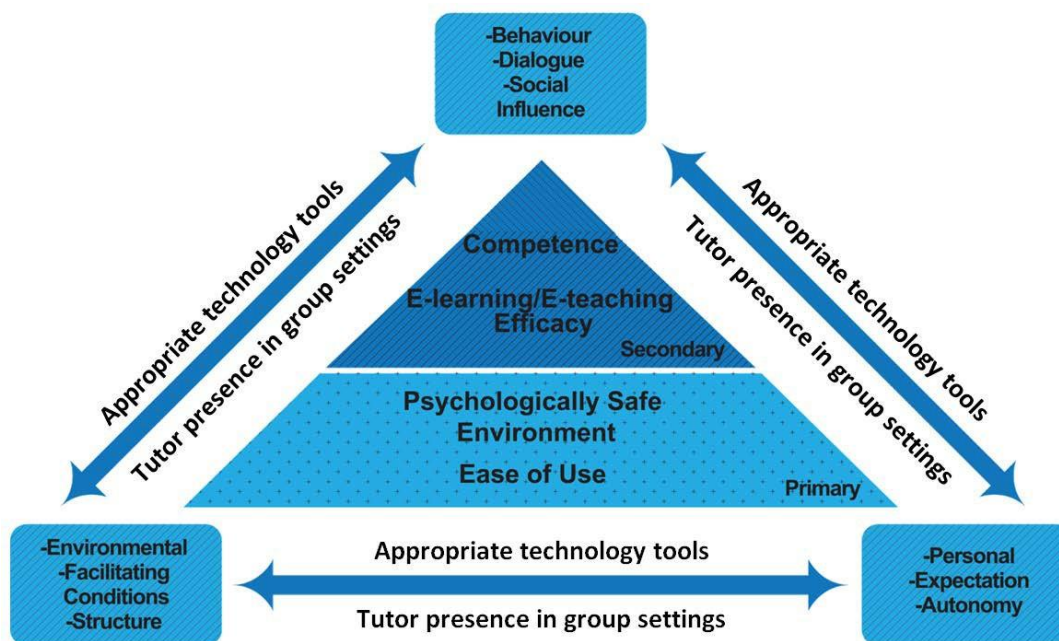 -Behaviour
-Dialogue
-Social
Influence
Appropriate technology tools
Tutor presence in group settings
Appropriate technology tools
Tutor presence in group settings
Competence
E-learning/E-teaching
Efficacy
Secondary
Psychologically Safe
Environment
Ease of Use
Primary
-Environmental
-Facilitating
Conditions
-Structure
Appropriate technology tools
Tutor presence in group settings
-Personal
-Expectation
-Autonomy